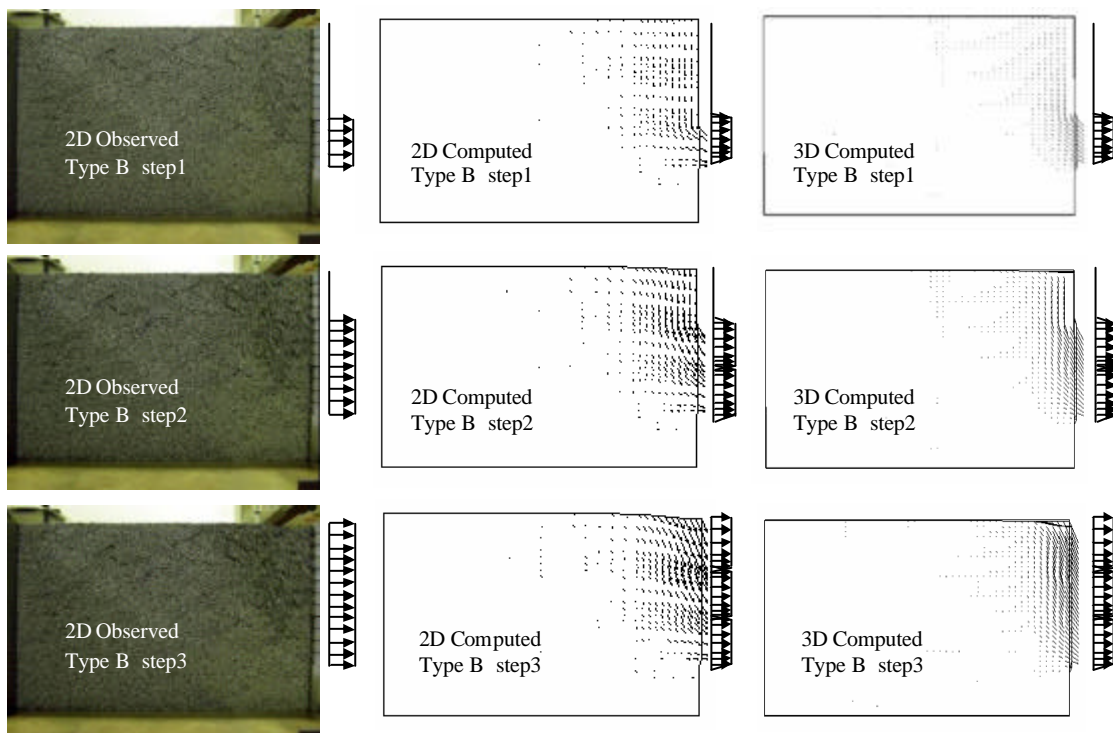 2D Observed
Type B step1
2D Computed
Type B step1
3D Computed
Type B step1
2D Observed
Type B step2
2D Computed
Type B step2
3D Computed
Type B step2
2D Observed
Type B step3
2D Computed
Type B step3
3D Computed
Type B step3